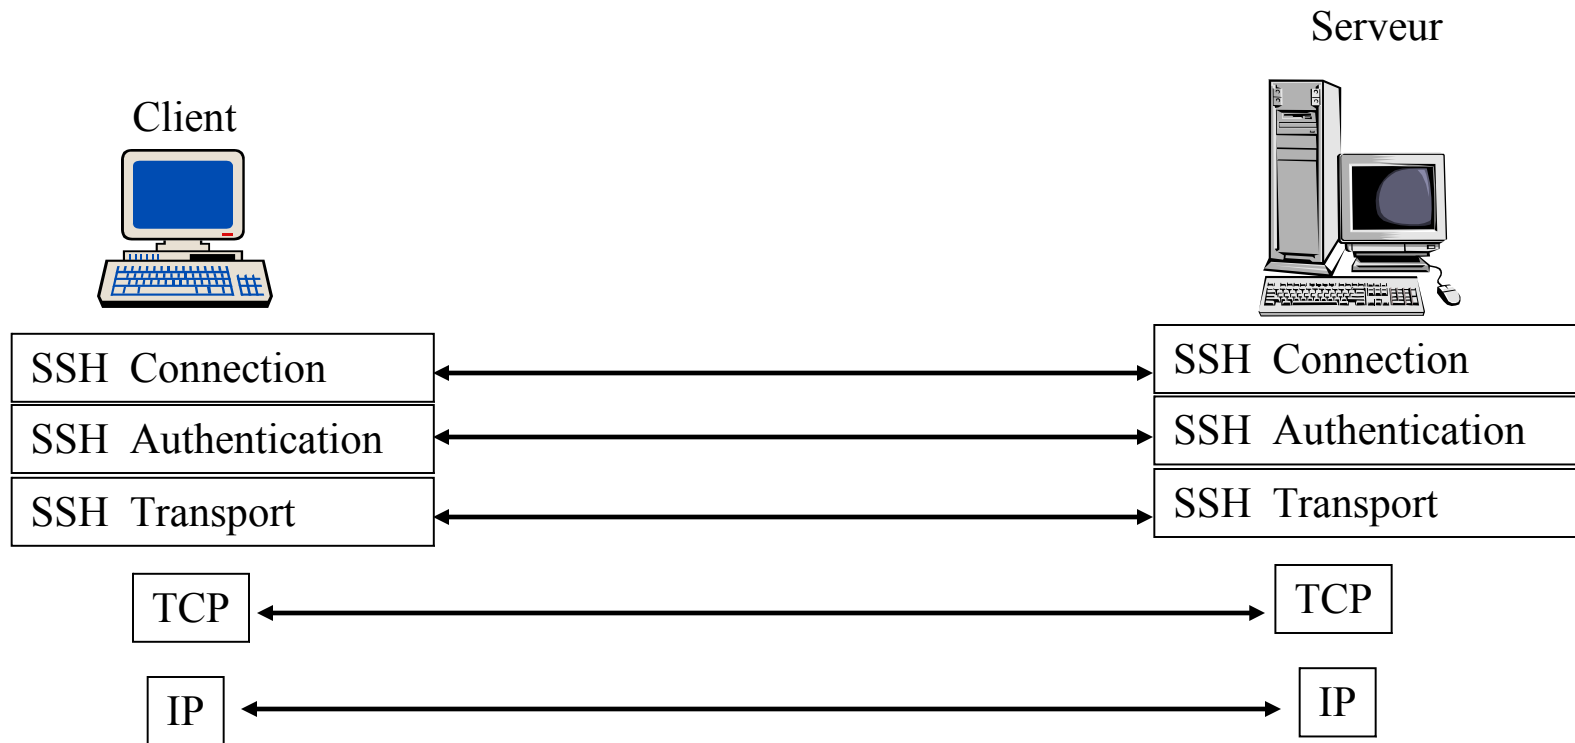 Serveur
Client
SSH Connection
SSH Connection
SSH Authentication
SSH Authentication
SSH Transport
SSH Transport
TCP
TCP
IP
IP